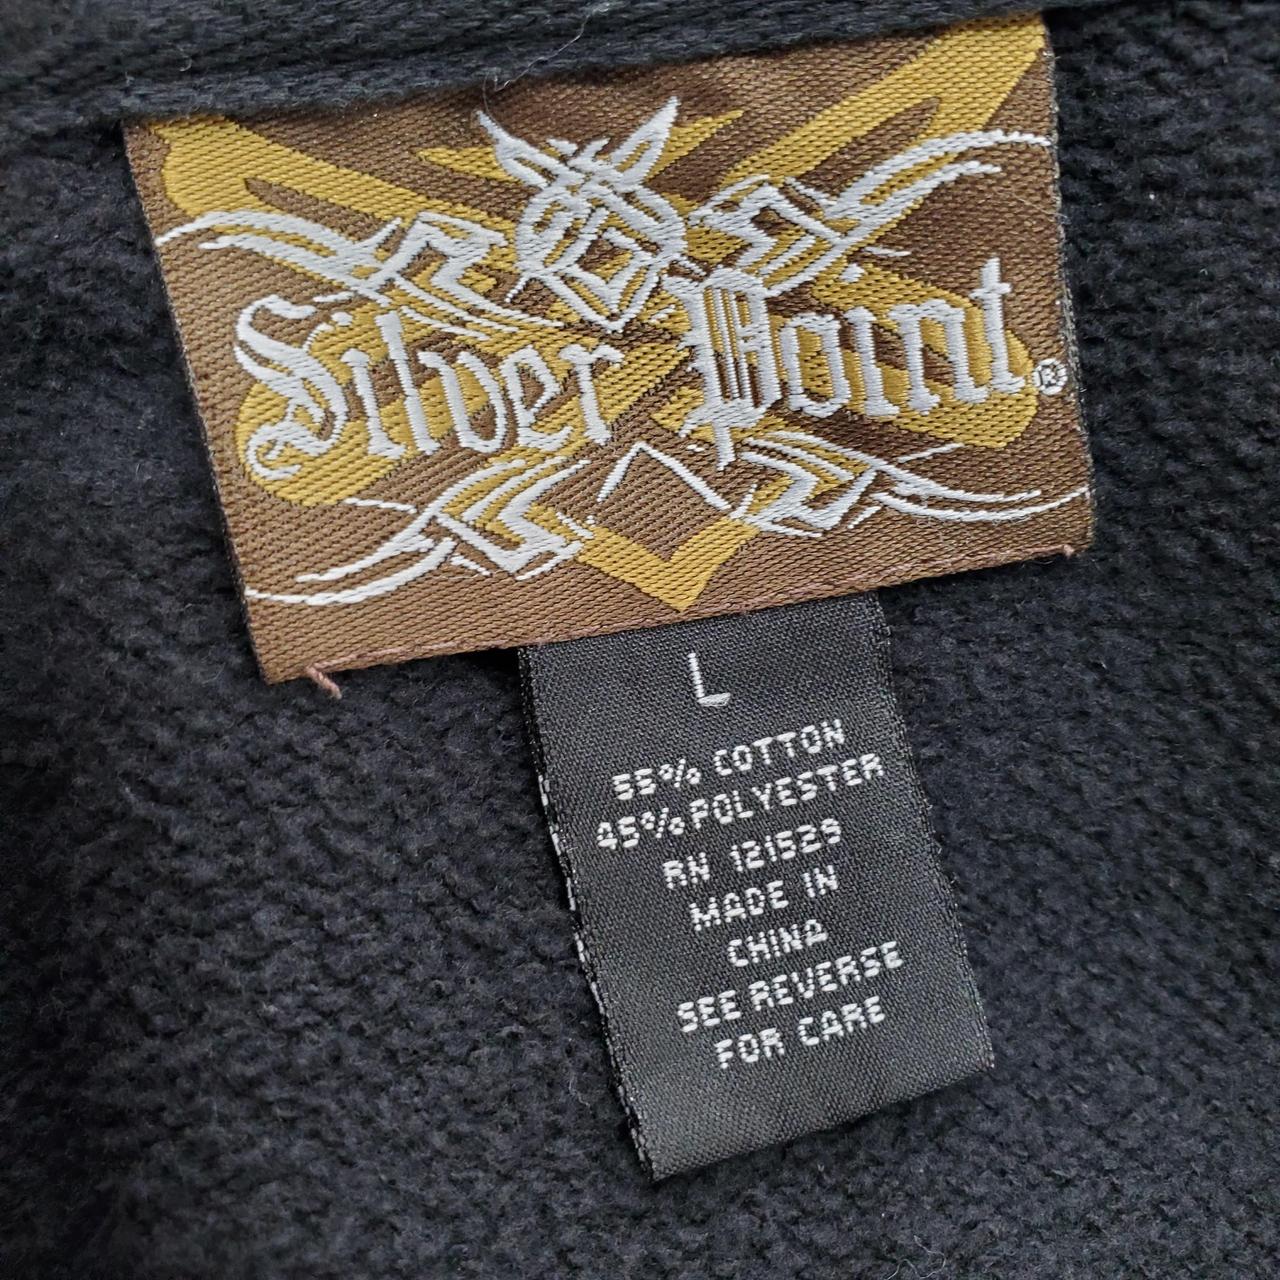 Silver Point®
L
55% COTTON
45% POLYESTER
RN 121529
MADE IN
CHINA
SEE REVERSE
FOR CARE